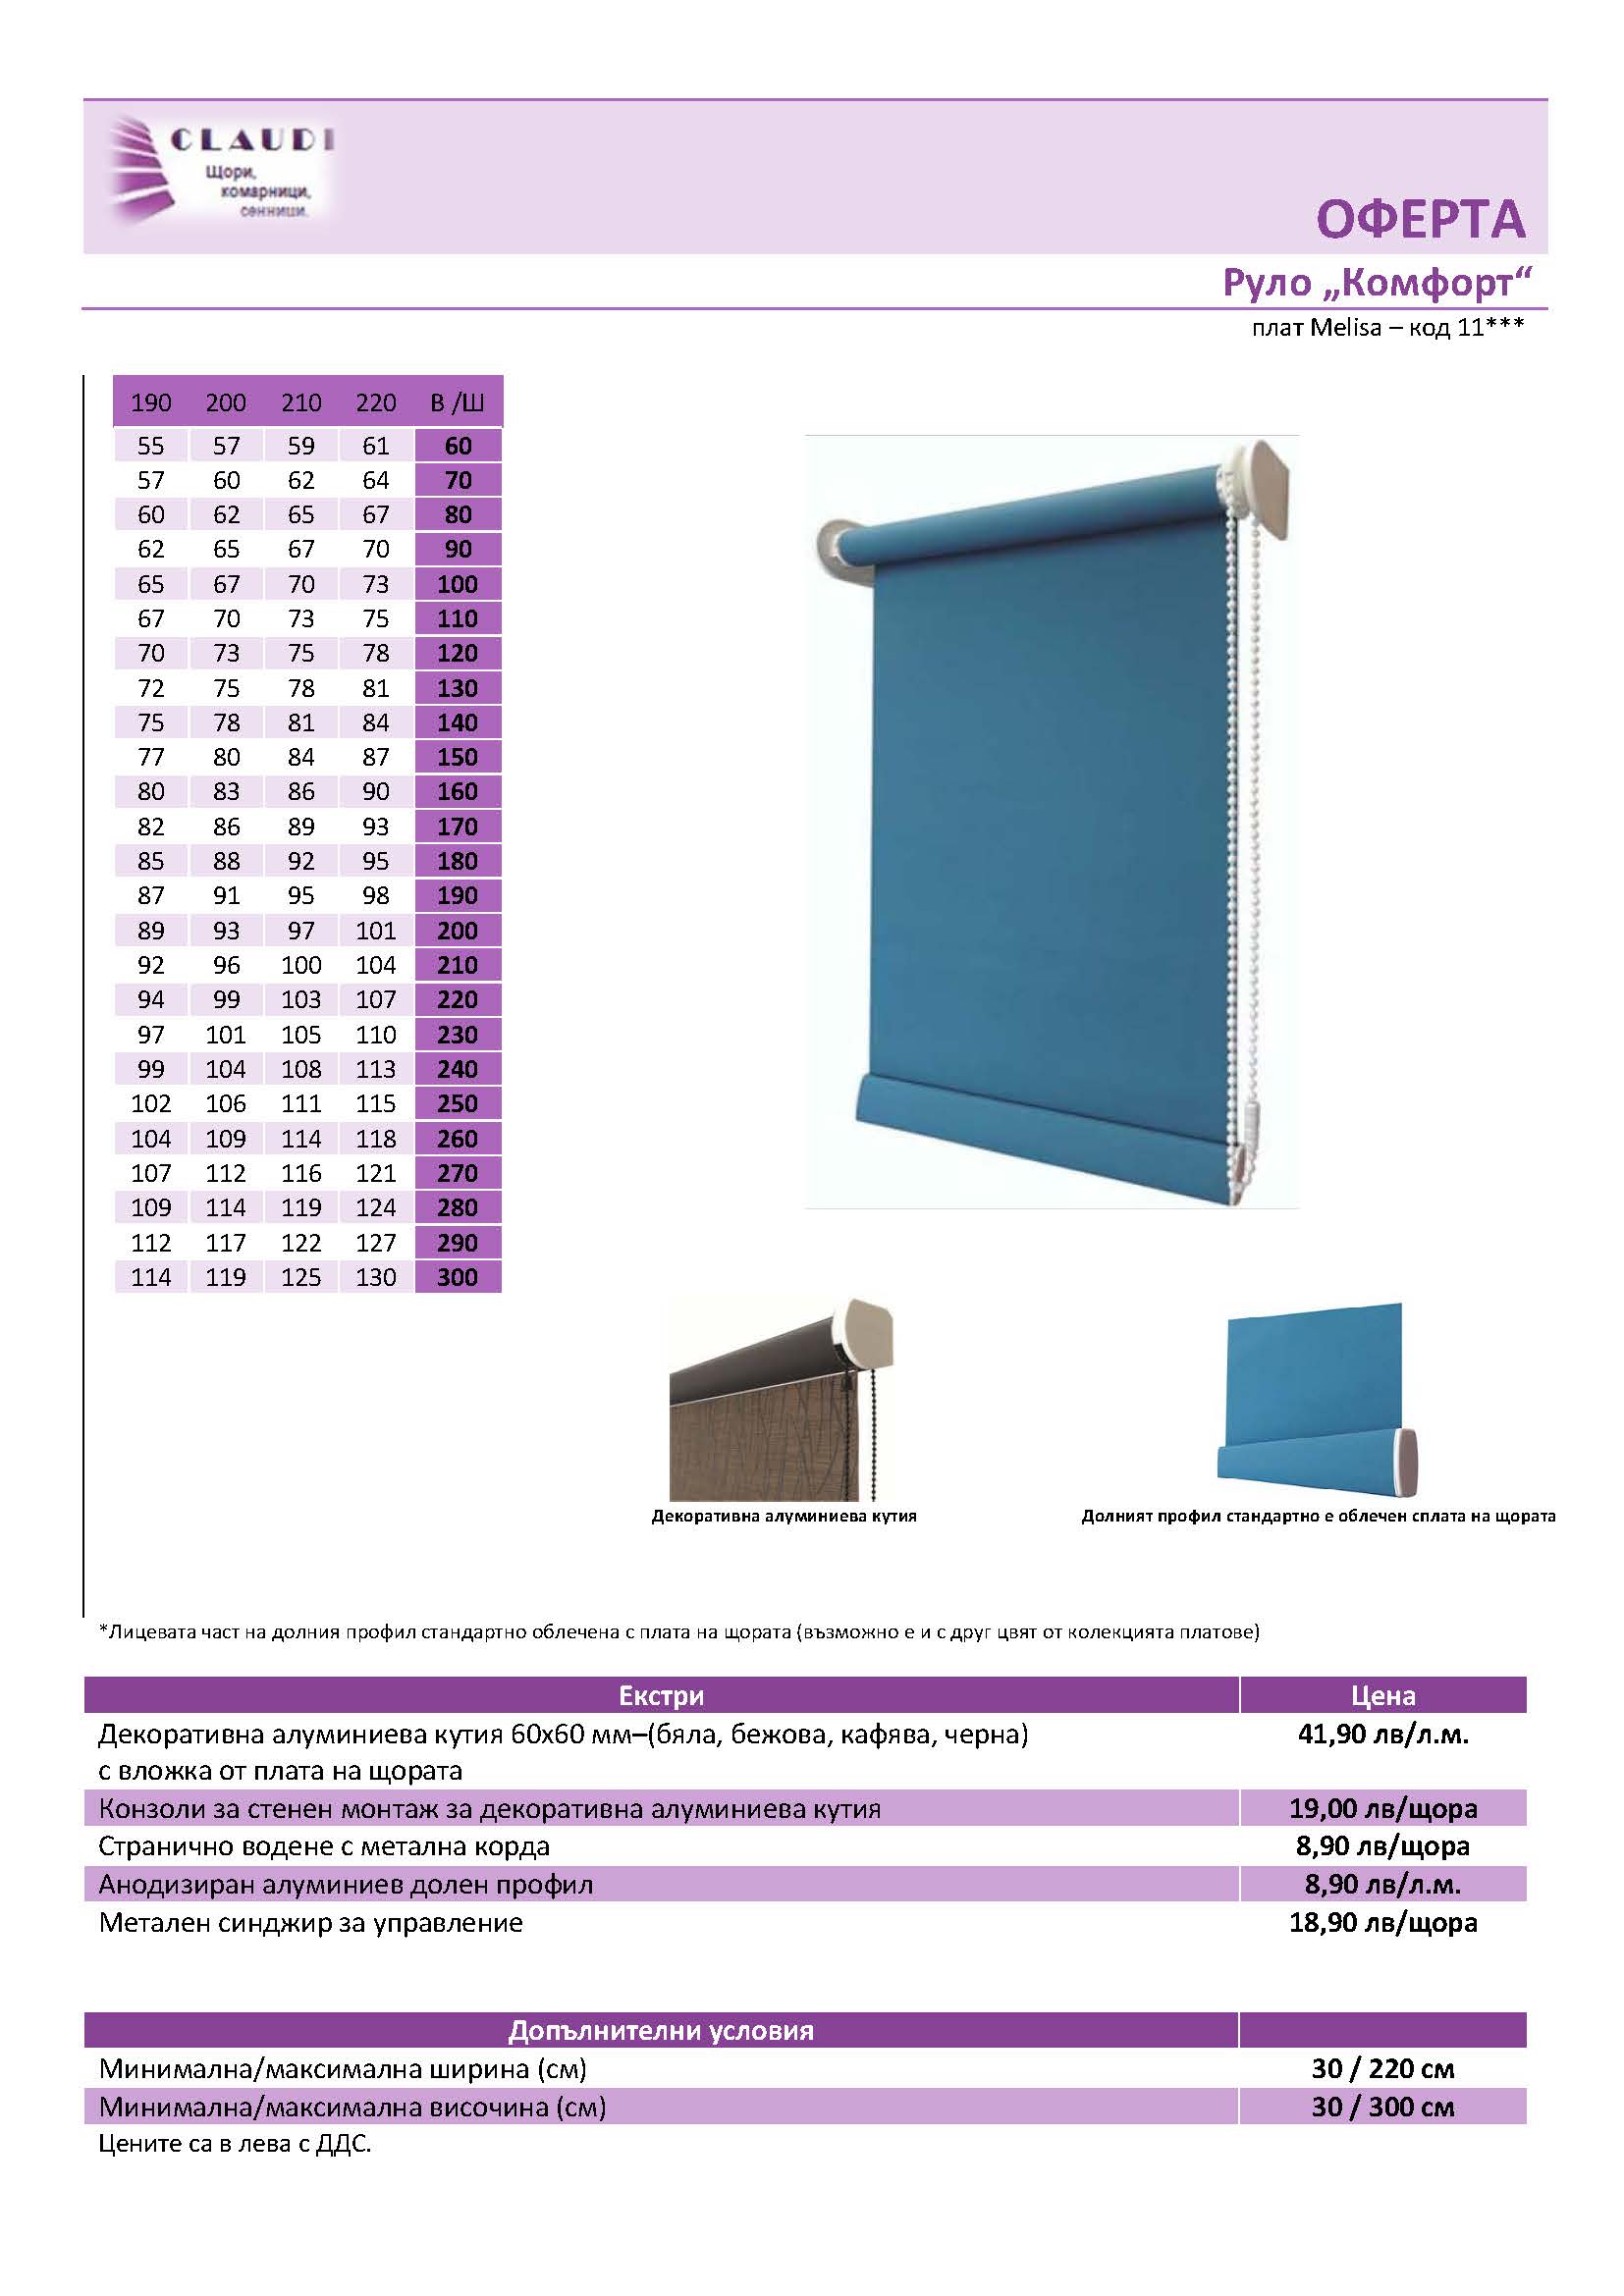 CLAUDI
Щори,
комарници,
сенници.
ОФЕРТА
Руло „Комфорт“
плат Melisa – код 11***
190 200 210 220 В /Ш
55 57 59 61 60
57 60 62 64 70
60 62 65 67 80
62 65 67 70 90
65 67 70 73 100
67 70 73 75 110
70 73 75 78 120
72 75 78 81 130
75 78 81 84 140
77 80 84 87 150
80 83 86 90 160
82 86 89 93 170
85 88 92 95 180
87 91 95 98 190
89 93 97 101 200
92 96 100 104 210
94 99 103 107 220
97 101 105 110 230
99 104 108 113 240
102 106 111 115 250
104 109 114 118 260
107 112 116 121 270
109 114 119 124 280
112 117 122 127 290
114 119 125 130 300
Декоративна алуминиева кутия
Долният профил стандартно е облечен сплата на щората
*Лицевата част на долния профил стандартно облечена с плата на щората (възможно е и с друг цвят от колекцията платове)
Екстри Цена
Декоративна алуминиева кутия 60x60 мм–(бяла, бежова, кафява, черна) 41,90 лв/л.м.
с вложка от плата на щората
Конзоли за стенен монтаж за декоративна алуминиева кутия 19,00 лв/щора
Странично водене с метална корда 8,90 лв/щора
Анодизиран алуминиев долен профил 8,90 лв/л.м.
Метален синджир за управление 18,90 лв/щора
Допълнителни условия
Минимална/максимална ширина (см) 30 / 220 см
Минимална/максимална височина (см) 30 / 300 см
Цените са в лева с ДДС.